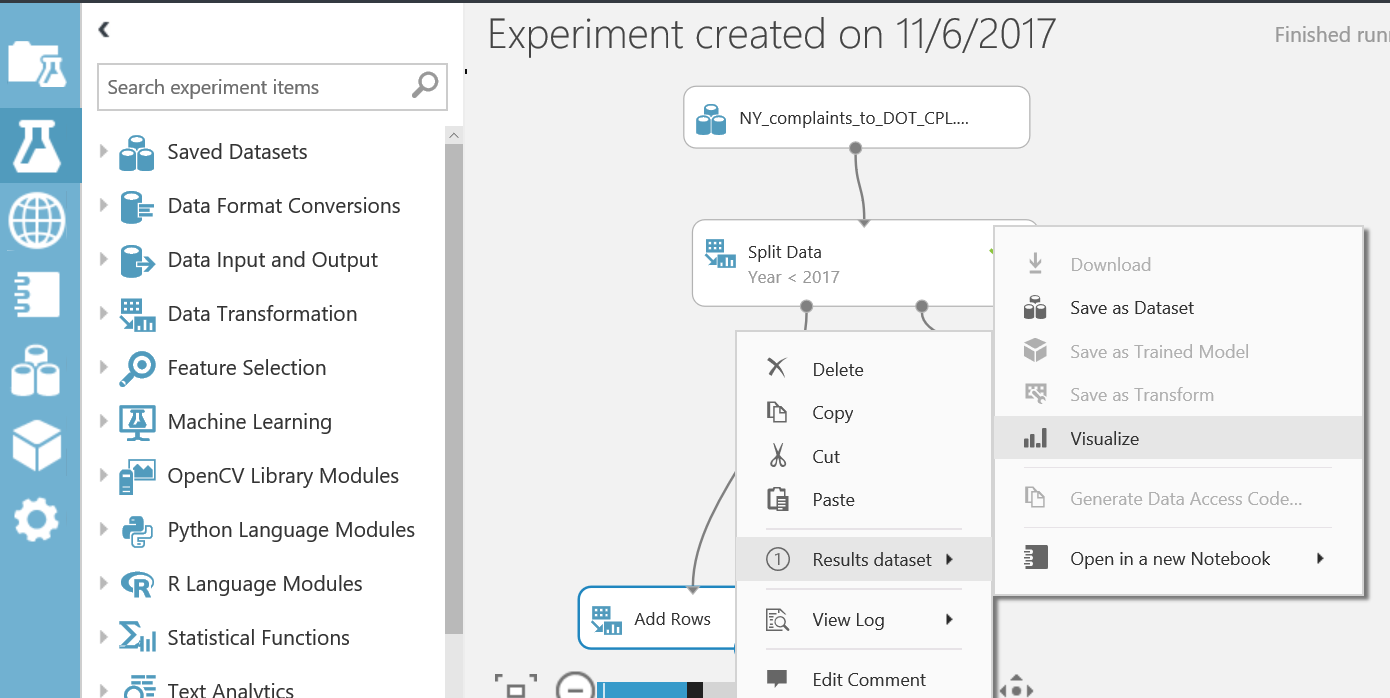 Experiment created on 11/6/2017
Finished run
Search experiment items
Saved Datasets
Data Format Conversions
Data Input and Output
Data Transformation
Feature Selection
Machine Learning
OpenCV Library Modules
Python Language Modules
R Language Modules
Statistical Functions
Text Analytics
NY_complaints_to_DOT_CPL....
Split Data
Year < 2017
Add Rows
Delete
Copy
Cut
Paste
1 Results dataset
View Log
Edit Comment
Download
Save as Dataset
Save as Trained Model
Save as Transform
Visualize
Generate Data Access Code...
Open in a new Notebook